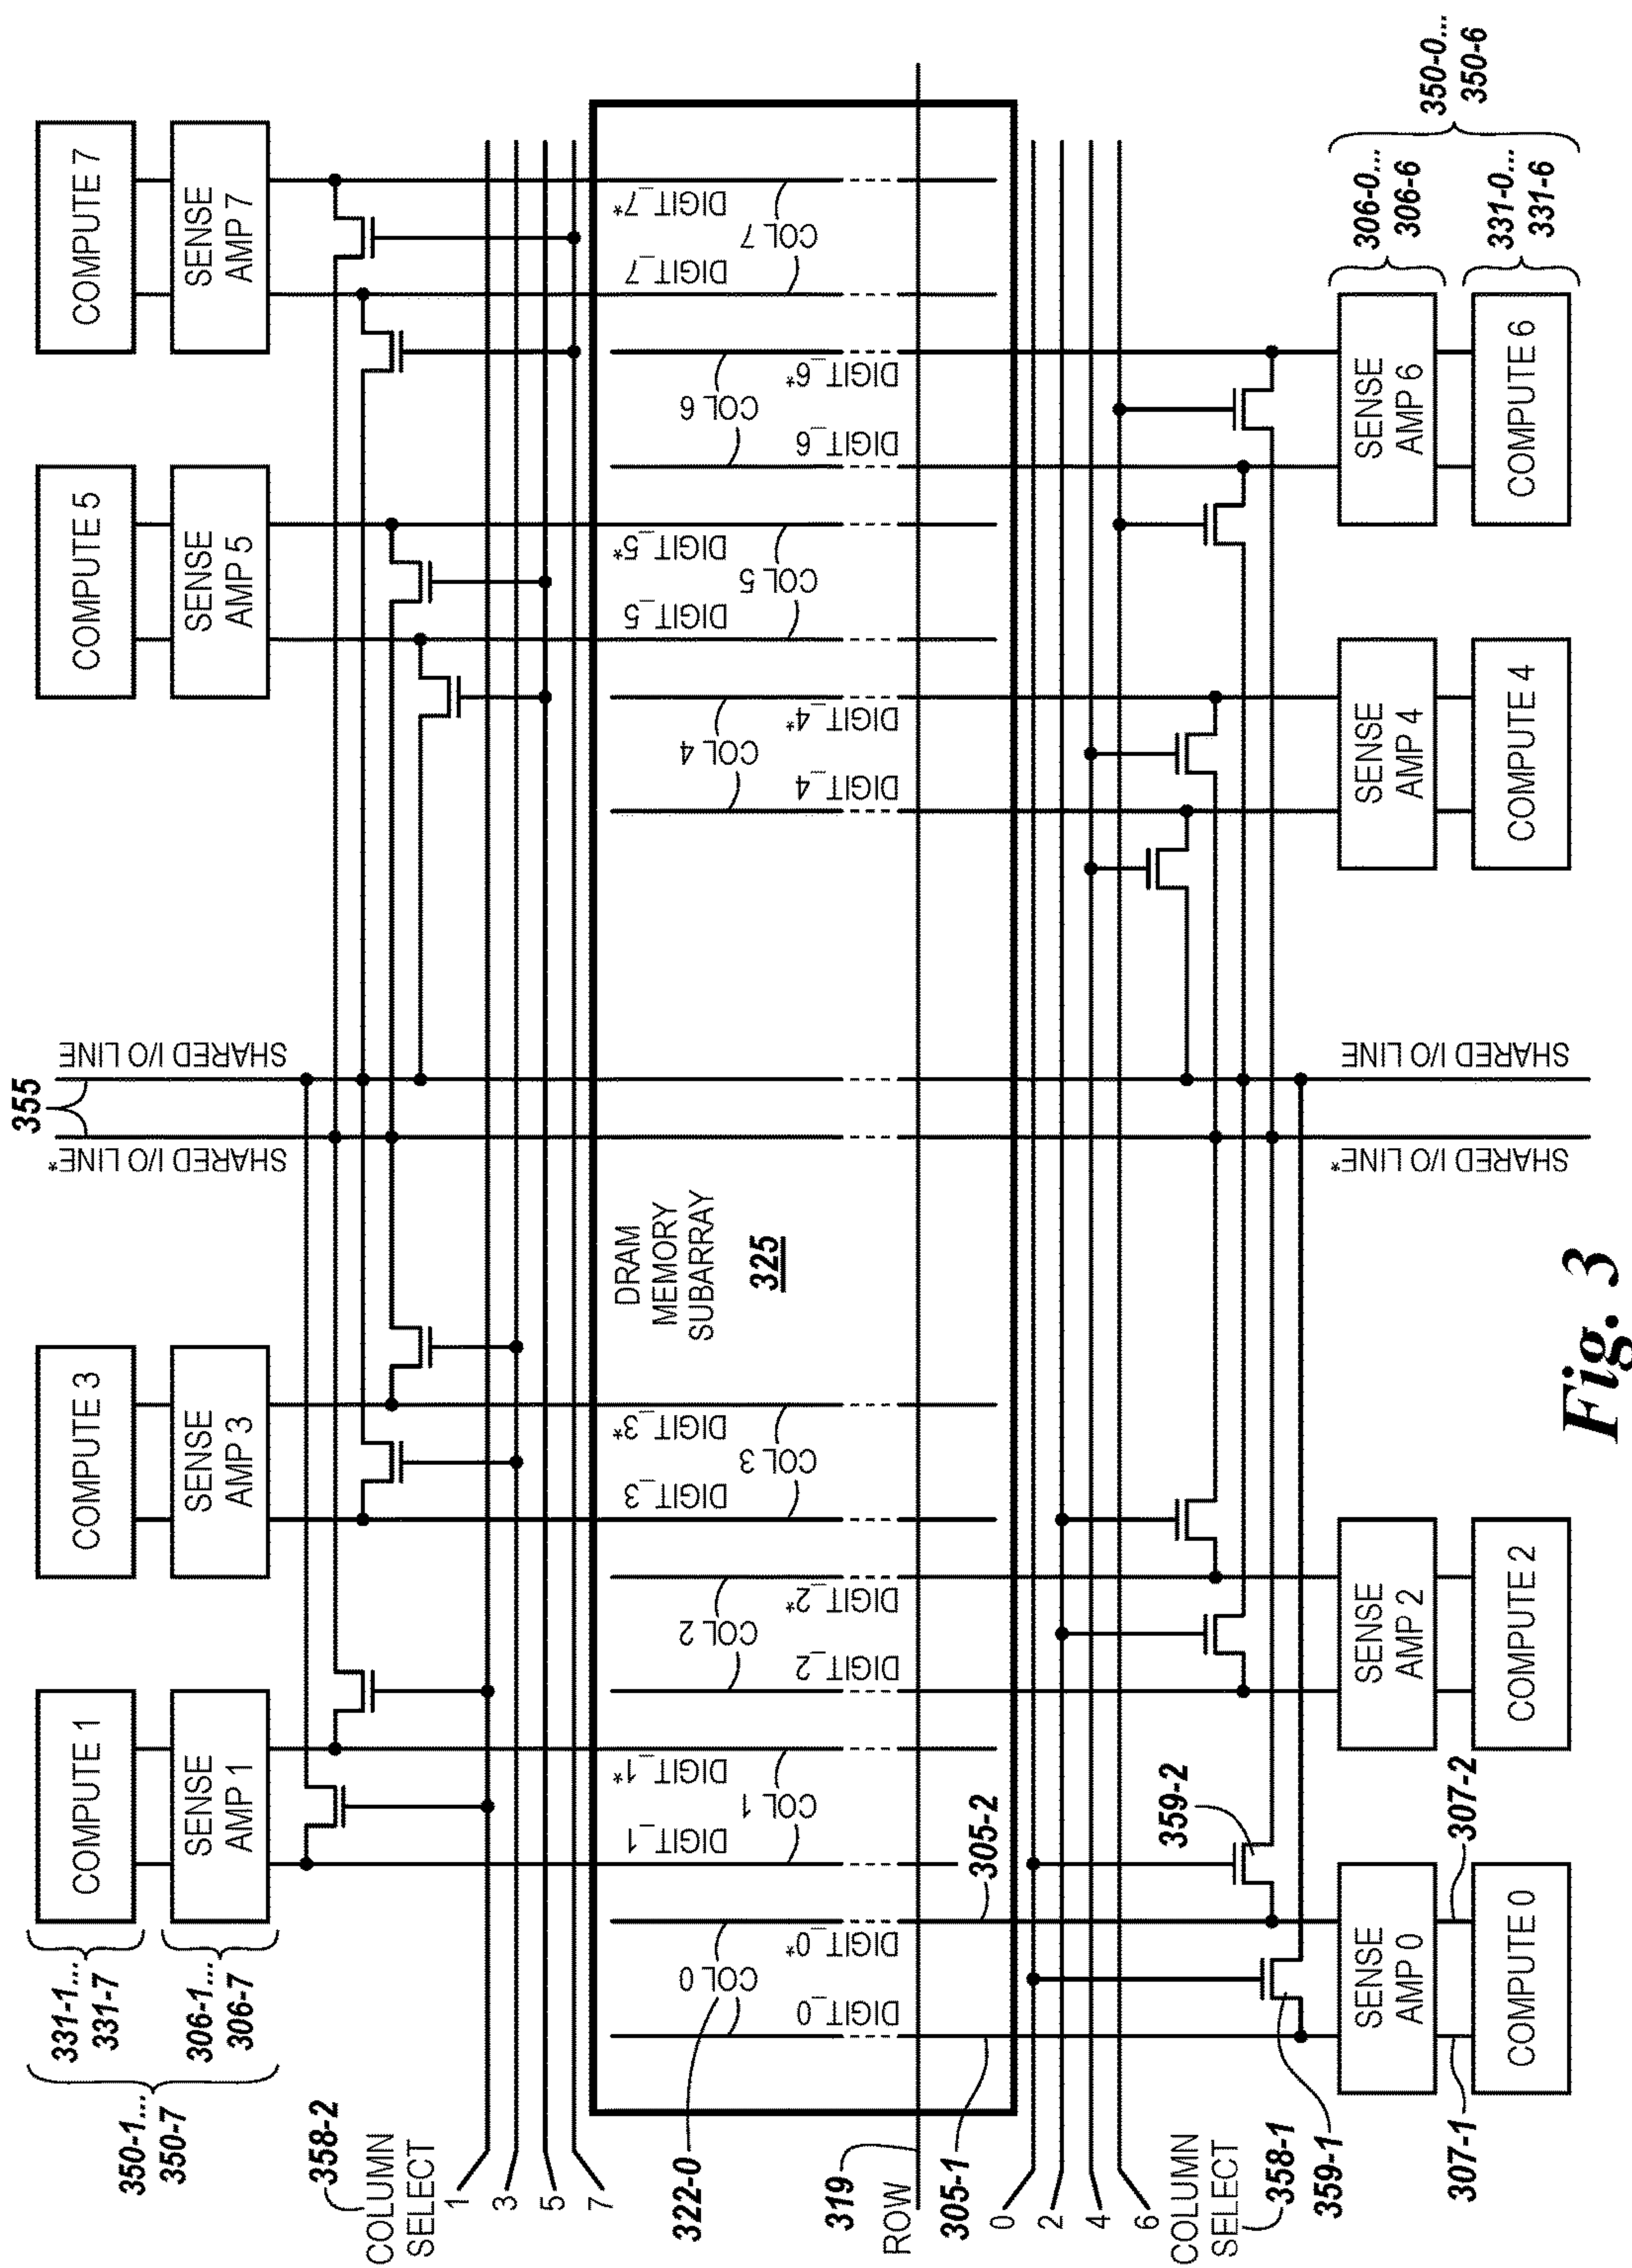 350-1...
350-7
331-1...
331-7
306-1...
306-7
COMPUTE 1
SENSE
AMP 1
COMPUTE 3
SENSE
AMP 3
355
SHARED I/O LINE*
SHARED I/O LINE
COMPUTE 5
SENSE
AMP 5
COMPUTE 7
SENSE
AMP 7
358-2
COLUMN
SELECT
1
3
5
7
322-0
319
ROW
305-1
DIGIT_0
COL 0
DIGIT_0*
305-2
DIGIT_1
COL 1
DIGIT_1*
DIGIT_2
COL 2
DIGIT_2*
DIGIT_3
COL 3
DIGIT_3*
DRAM
MEMORY
SUBARRAY
325
DIGIT_4
COL 4
DIGIT_4*
DIGIT_5
COL 5
DIGIT_5*
DIGIT_6
COL 6
DIGIT_6*
DIGIT_7
COL 7
DIGIT_7*
0
2
4
6
COLUMN
SELECT
358-1
359-1
359-2
307-1
307-2
SENSE
AMP 0
COMPUTE 0
SENSE
AMP 2
COMPUTE 2
SHARED I/O LINE*
SHARED I/O LINE
SENSE
AMP 4
COMPUTE 4
SENSE
AMP 6
COMPUTE 6
306-0...
306-6
331-0...
331-6
350-0...
350-6
Fig. 3